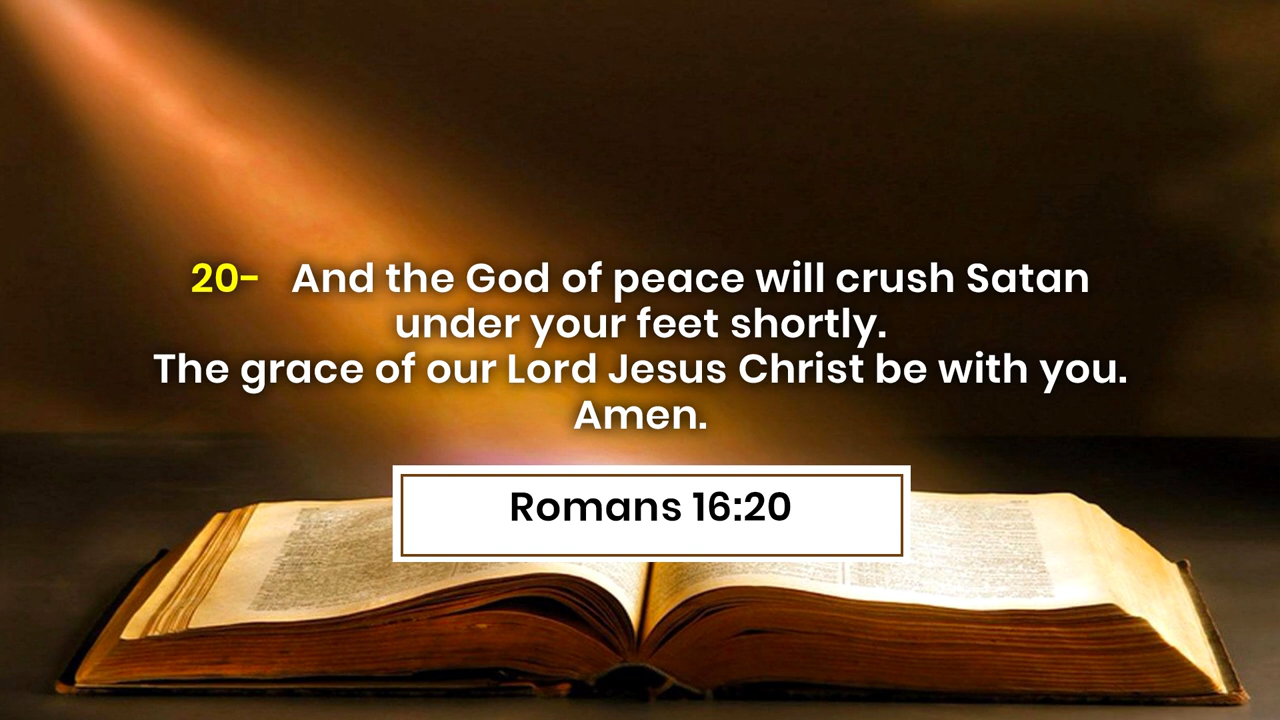 20- And the God of peace will crush Satan
under your feet shortly.
The grace of our Lord Jesus Christ be with you.
Amen.
Romans 16:20